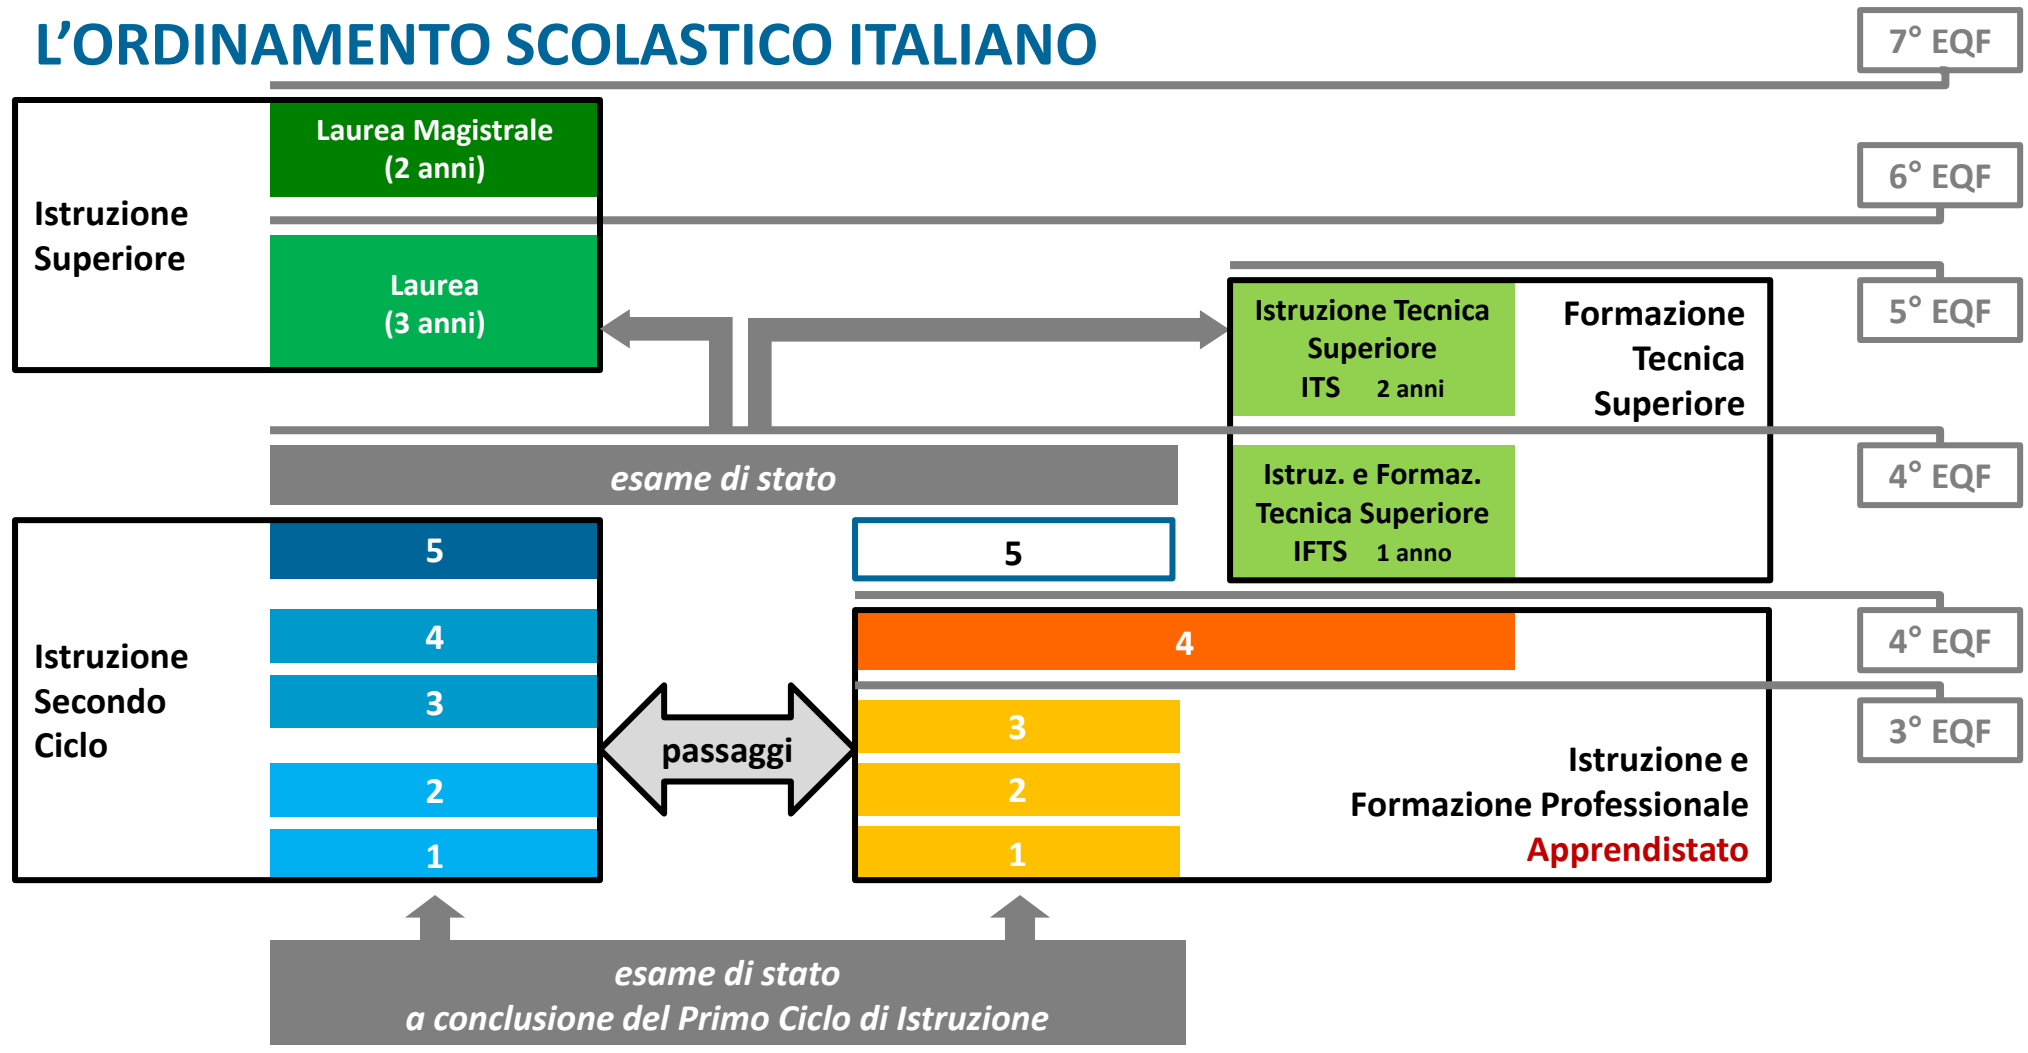 L'ORDINAMENTO SCOLASTICO ITALIANO
7° EQF
Laurea Magistrale
(2 anni)
6° EQF
Istruzione
Superiore
Laurea
(3 anni)
5° EQF
Istruzione Tecnica
Superiore
ITS 2 anni
Formazione
Tecnica
Superiore
esame di stato
4° EQF
Istruz. e Formaz.
Tecnica Superiore
IFTS 1 anno
Istruzione
Secondo
Ciclo
5
4
3
2
1
passaggi
5
4
4° EQF
3° EQF
3
2
1
Istruzione e
Formazione Professionale
Apprendistato
esame di stato
a conclusione del Primo Ciclo di Istruzione